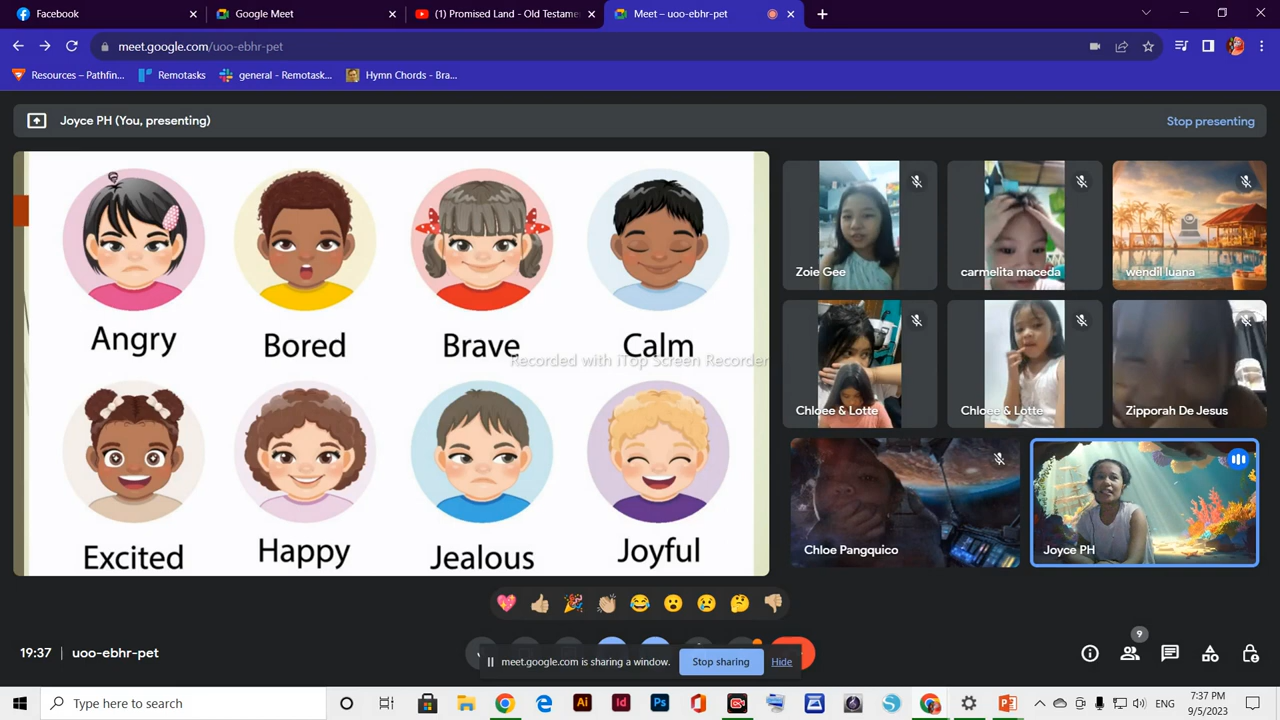 Facebook
Google Meet
(1) Promised Land - Old Testame
Meet – uoo-ebhr-pet
meet.google.com/uoo-ebhr-pet
Resources – Pathfin...
Remotasks
general - Remotask...
Hymn Chords - Bra...
Joyce PH (You, presenting)
Stop presenting
Angry
Bored
Brave
Calm
Recorded with iTop Screen Recorder
Excited
Happy
Jealous
Joyful
Zoie Gee
carmelita maceda
wendil luana
Chloee & Lotte
Chloee & Lotte
Zipporah De Jesus
Chloe Pangquico
Joyce PH
19:37 | uoo-ebhr-pet
meet.google.com is sharing a window.
Stop sharing
Hide
9
Type here to search
Ai
Id
Ps
ENG
7:37 PM
9/5/2023